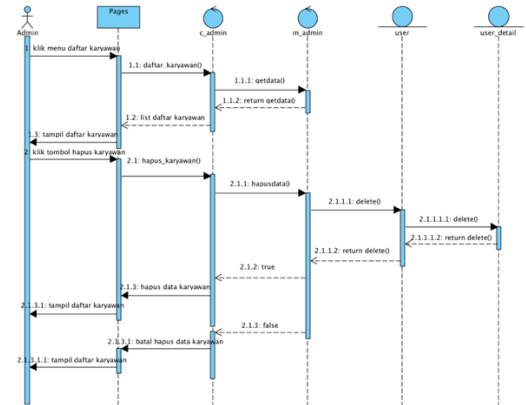 Pages
Admin
c_admin
m_admin
user
user_detail
1: klik menu daftar karyawan
1.1: daftar_karyawan()
1.1.1: getdata()
1.1.2: return getdata()
1.2: list daftar karyawan
1.3: tampil daftar karyawan
2: klik tombol hapus karyawan
2.1: hapus_karyawan()
2.1.1: hapusdata()
2.1.1.1: delete()
2.1.1.1.1: delete()
2.1.1.1.2: return delete()
2.1.1.2: return delete()
2.1.2: true
2.1.3: hapus data karyawan
2.1.3.1: tampil daftar karyawan
2.1.3: false
2.1.3.1: batal hapus data karyawan
2.1.3.1.1: tampil daftar karyawan